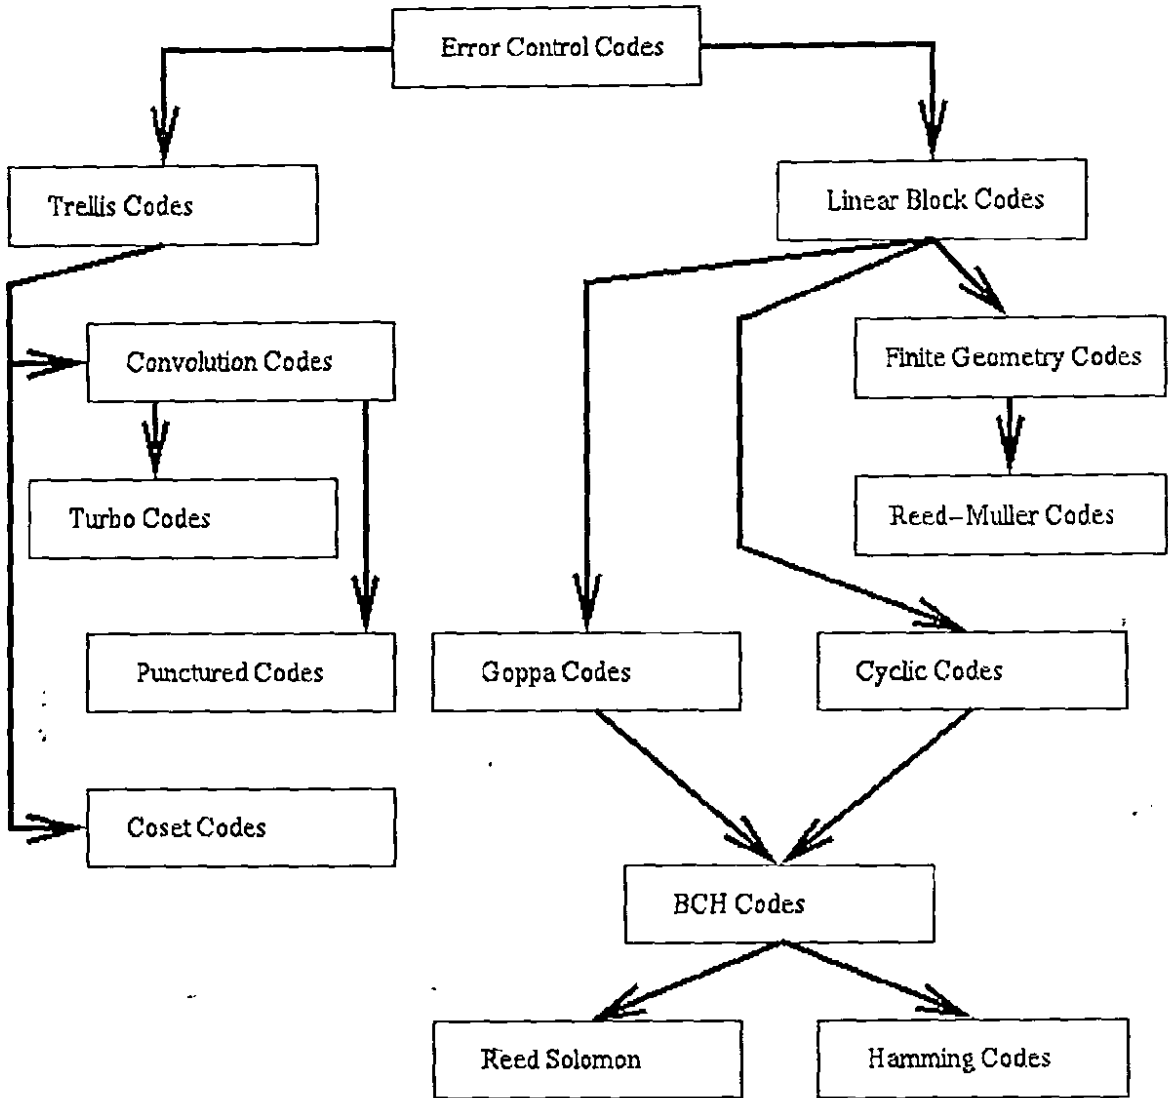 Error Control Codes
Trellis Codes
Linear Block Codes
Convolution Codes
Finite Geometry Codes
Turbo Codes
Reed-Muller Codes
Punctured Codes
Goppa Codes
Cyclic Codes
Coset Codes
BCH Codes
Reed Solomon
Hamming Codes